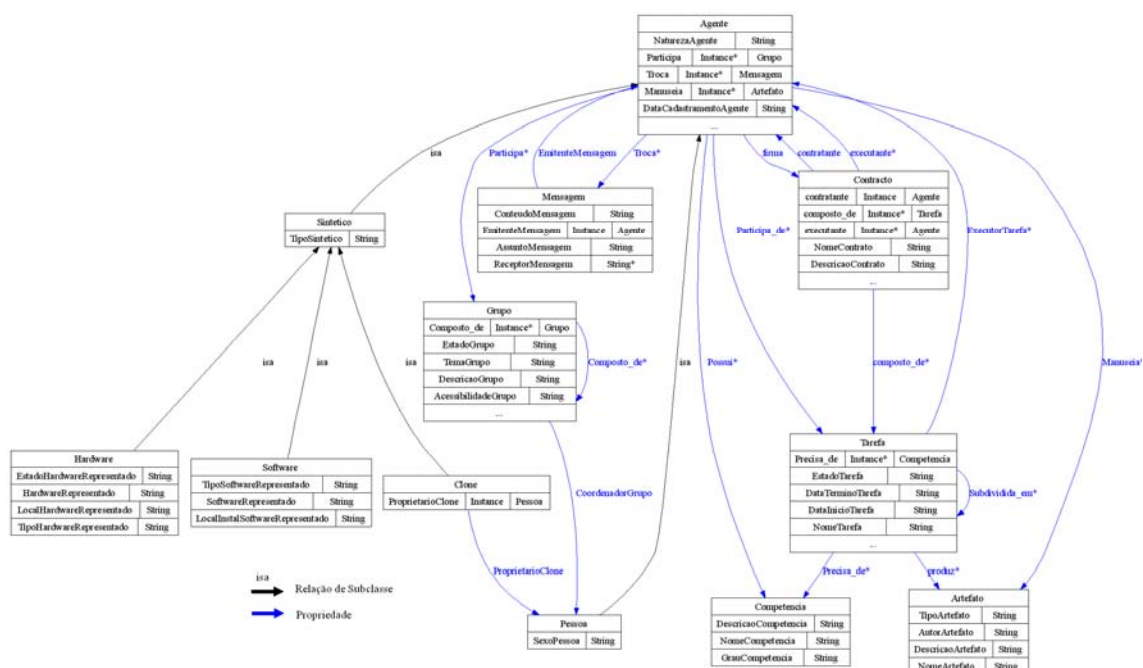 Agente
NaturezaAgente String
Participa Instance* Grupo
Troca Instance* Mensagem
Manuseia Instance* Artefato
DataCadastramentoAgente String
...
isa
Participa*
EmitenteMensagem
Troca*
firma
contratante
executante*
Contracto
contratante Instance Agente
composto_de Instance* Tarefa
executante Instance* Agente
NomeContrato String
DescricaoContrato String
...
Mensagem
ConteudoMensagem String
EmitenteMensagem Instance Agente
AssuntoMensagem String
ReceptorMensagem String*
Sintetico
TipoSintetico String
Participa_de*
ExecutorTarefa*
Grupo
Composto_de Instance* Grupo
EstadoGrupo String
TemaGrupo String
DescricaoGrupo String
AcessibilidadeGrupo String
...
Composto_de*
isa
isa
isa
isa
Possui*
composto_de*
Manuseia*
Hardware
EstadoHardwareRepresentado String
HardwareRepresentado String
LocalHardwareRepresentado String
TipoHardwareRepresentado String
Software
TipoSoftwareRepresentado String
SoftwareRepresentado String
LocalInstalSoftwareRepresentado String
Clone
ProprietarioClone Instance Pessoa
CoordenadorGrupo
Tarefa
Precisa_de Instance* Competencia
EstadoTarefa String
DataTerminoTarefa String
DataInicioTarefa String
NomeTarefa String
...
Subdividida_em*
ProprietarioClone
Precisa_de*
produz*
isa
Relação de Subclasse
Propriedade
Pessoa
SexoPessoa String
Competencia
DescricaoCompetencia String
NomeCompetencia String
GrauCompetencia String
Artefato
TipoArtefato String
AutorArtefato String
DescricaoArtefato String
NomeArtefato String